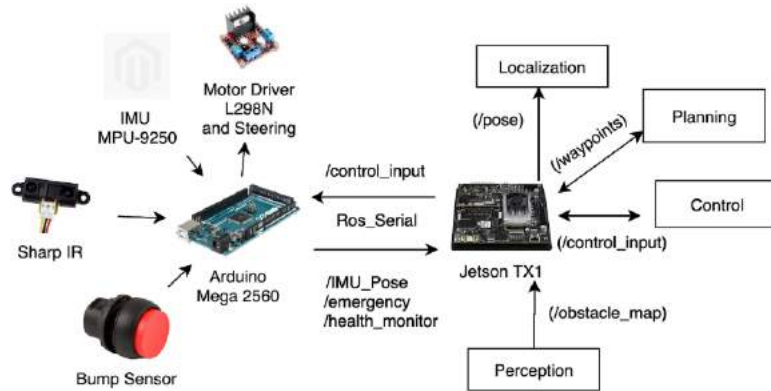 IMU
MPU-9250
Motor Driver
L298N
and Steering
Sharp IR
Bump Sensor
Arduino
Mega 2560
/control_input
Ros_Serial
/IMU_Pose
/emergency
/health_monitor
Jetson TX1
Localization
(/pose)
Planning
(/waypoints)
Control
(/control_input)
(/obstacle_map)
Perception